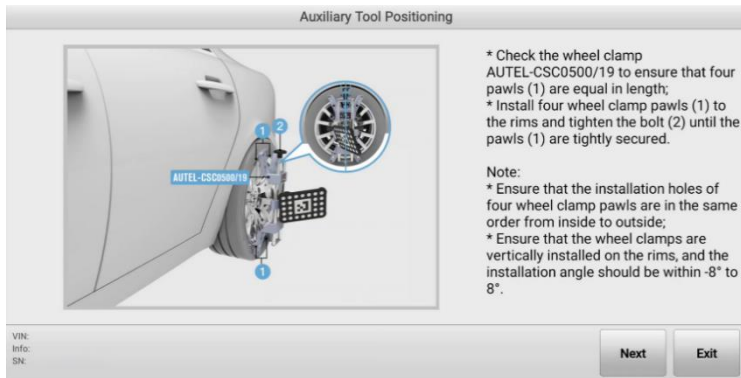 Auxiliary Tool Positioning
1
2
AUTEL-CSC0500/19
1
* Check the wheel clamp
AUTEL-CSC0500/19 to ensure that four
pawls (1) are equal in length;
* Install four wheel clamp pawls (1) to
the rims and tighten the bolt (2) until the
pawls (1) are tightly secured.
Note:
* Ensure that the installation holes of
four wheel clamp pawls are in the same
order from inside to outside;
* Ensure that the wheel clamps are
vertically installed on the rims, and the
installation angle should be within -8° to
8°.
VIN:
Info:
SN:
Next
Exit